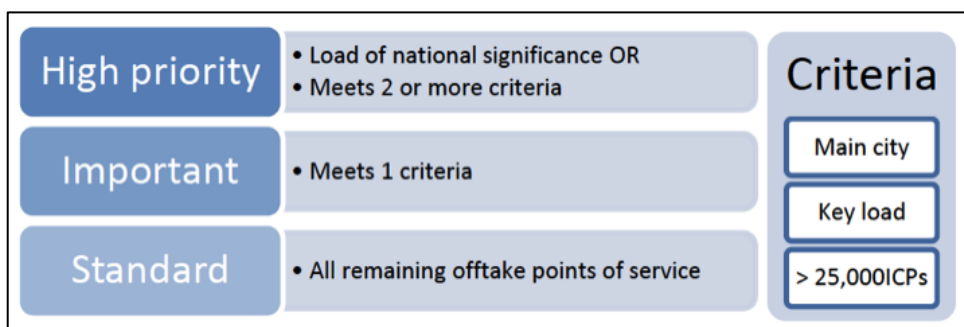 High priority
• Load of national significance OR
• Meets 2 or more criteria
Important
• Meets 1 criteria
Standard
• All remaining offtake points of service
Criteria
Main city
Key load
> 25,000ICPs